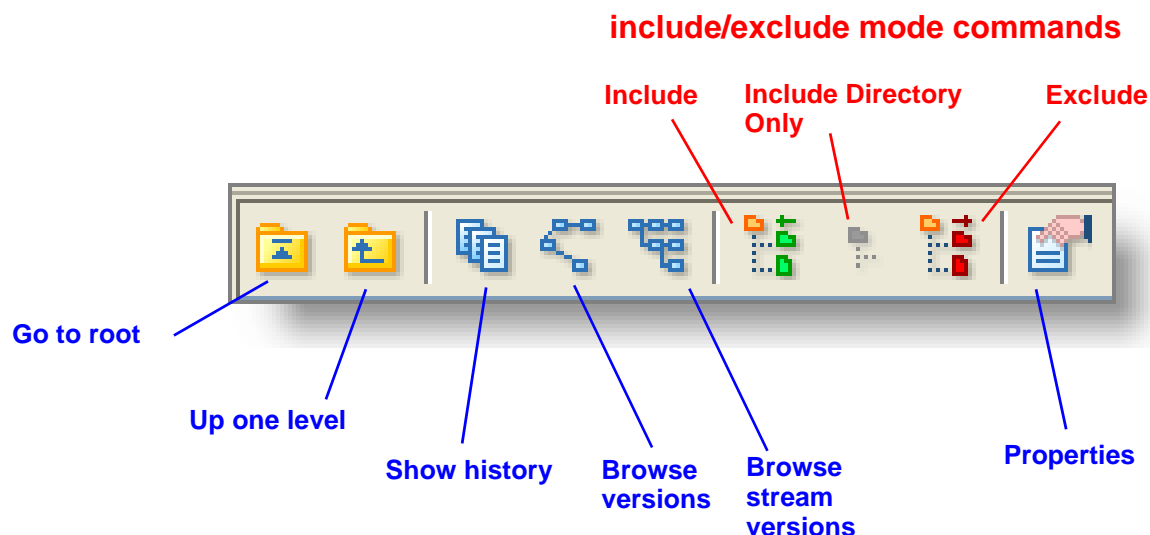 include/exclude mode commands
Include
Include Directory
Only
Exclude
Go to root
Up one level
Show history
Browse
versions
Browse
stream
versions
Properties